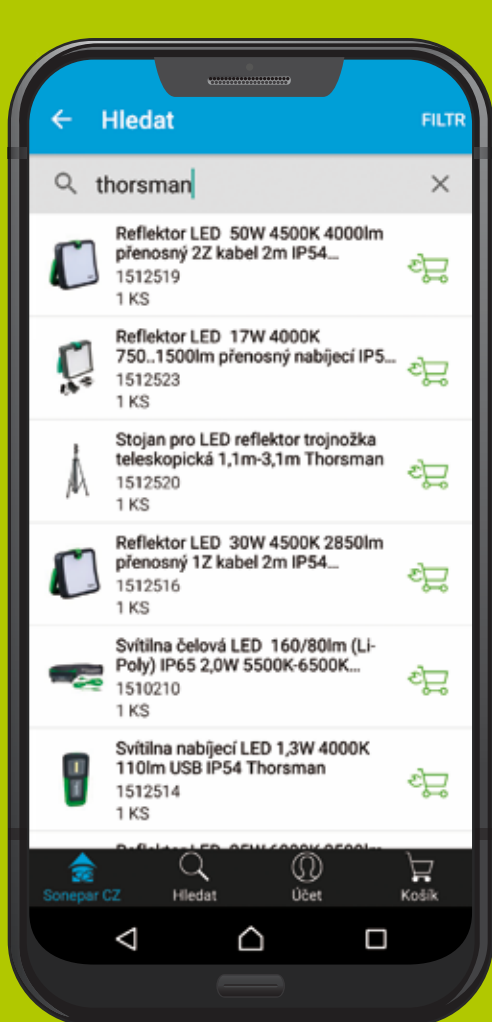 Hledat
FILTR
thorsman
Reflektor LED 50W 4500K 4000lm
přenosný 2Z kabel 2m IP54...
1512519
1 KS
Reflektor LED 17W 4000K
750..1500lm přenosný nabíjecí IP5...
1512523
1 KS
Stojan pro LED reflektor trojnožka
teleskopická 1,1m-3,1m Thorsman
1512520
1 KS
Reflektor LED 30W 4500K 2850lm
přenosný 1Z kabel 2m IP54...
1512516
1 KS
Svítilna čelová LED 160/80lm (Li-
Poly) IP65 2,0W 5500K-6500K...
1510210
1 KS
Svítilna nabíjecí LED 1,3W 4000K
110lm USB IP54 Thorsman
1512514
1 KS
Sonepar CZ
Hledat
Účet
Košík